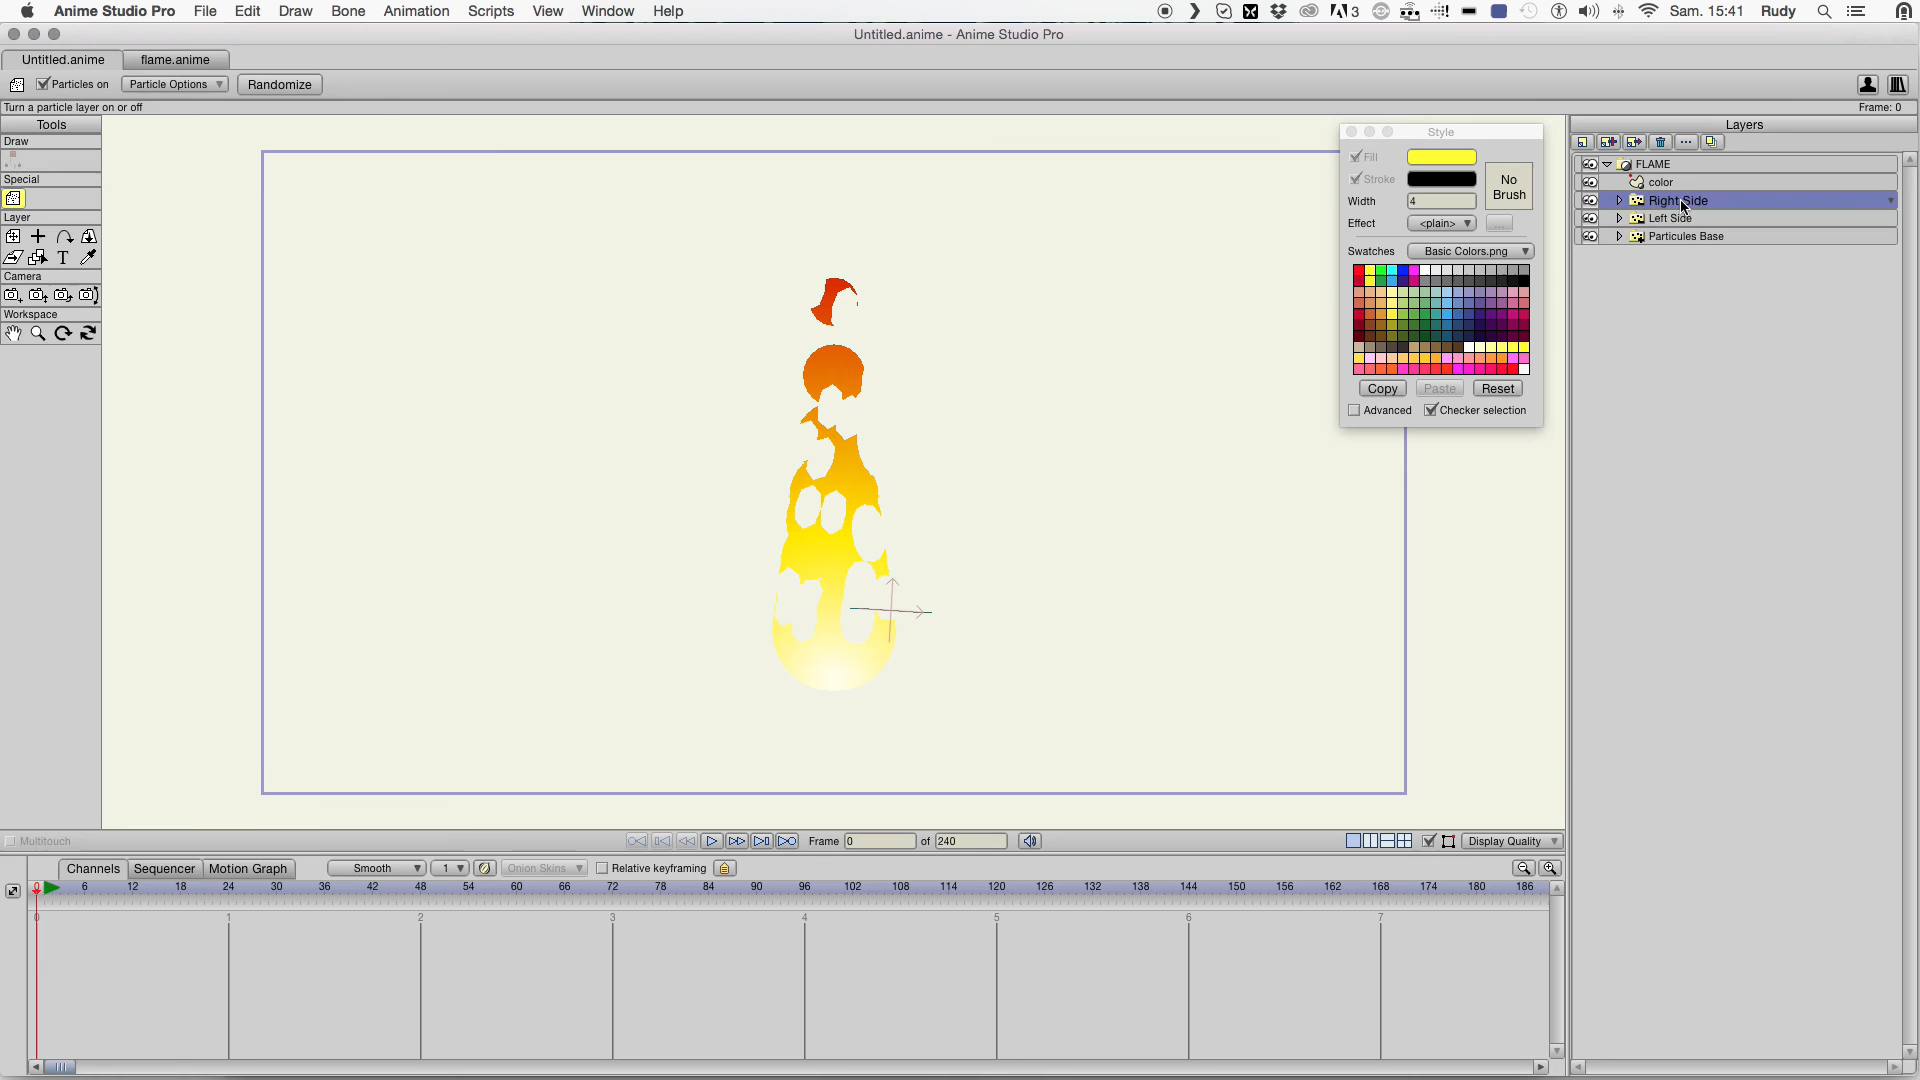 Anime Studio Pro File Edit Draw Bone Animation Scripts View Window Help 3 Sam. 15:41 Rudy
Untitled.anime - Anime Studio Pro
Untitled.anime flame.anime
Particles on Particle Options Randomize
Turn a particle layer on or off Frame: 0
Tools
Draw
Special
Layer
T
Camera
Workspace
Style
Fill
Stroke
No
Brush
Width 4
Effect <plain> ...
Swatches Basic Colors.png
Copy Paste Reset
Advanced Checker selection
Layers
FLAME
color
Right Side
Left Side
Particules Base
Multitouch Frame 0 of 240 Display Quality
Channels Sequencer Motion Graph Smooth 1 Onion Skins Relative keyframing
0 6 12 18 24 30 36 42 48 54 60 66 72 78 84 90 96 102 108 114 120 126 132 138 144 150 156 162 168 174 180 186
0 1 2 3 4 5 6 7